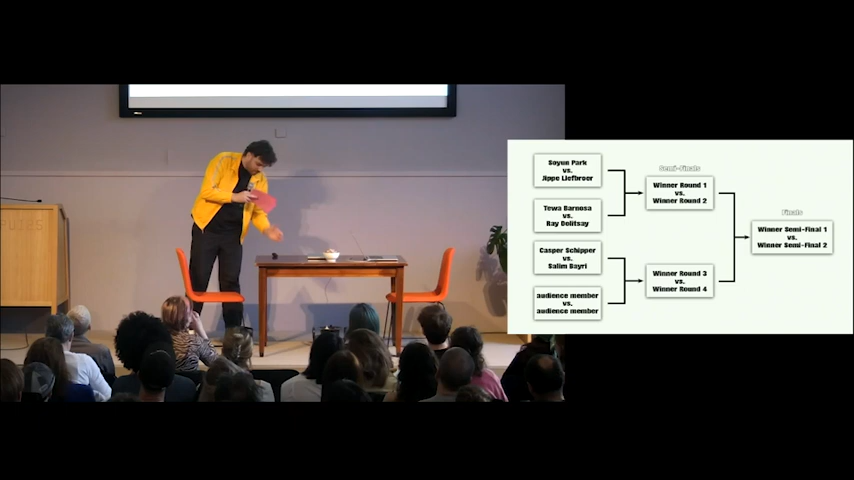 Soyun Park
vs.
Jippe Liefbroer
Tewa Barnosa
vs.
Ray Dolitsay
Casper Schipper
vs.
Salim Bayri
audience member
vs.
audience member
Semi-Finals
Winner Round 1
vs.
Winner Round 2
Winner Round 3
vs.
Winner Round 4
Finals
Winner Semi-Final 1
vs.
Winner Semi-Final 2